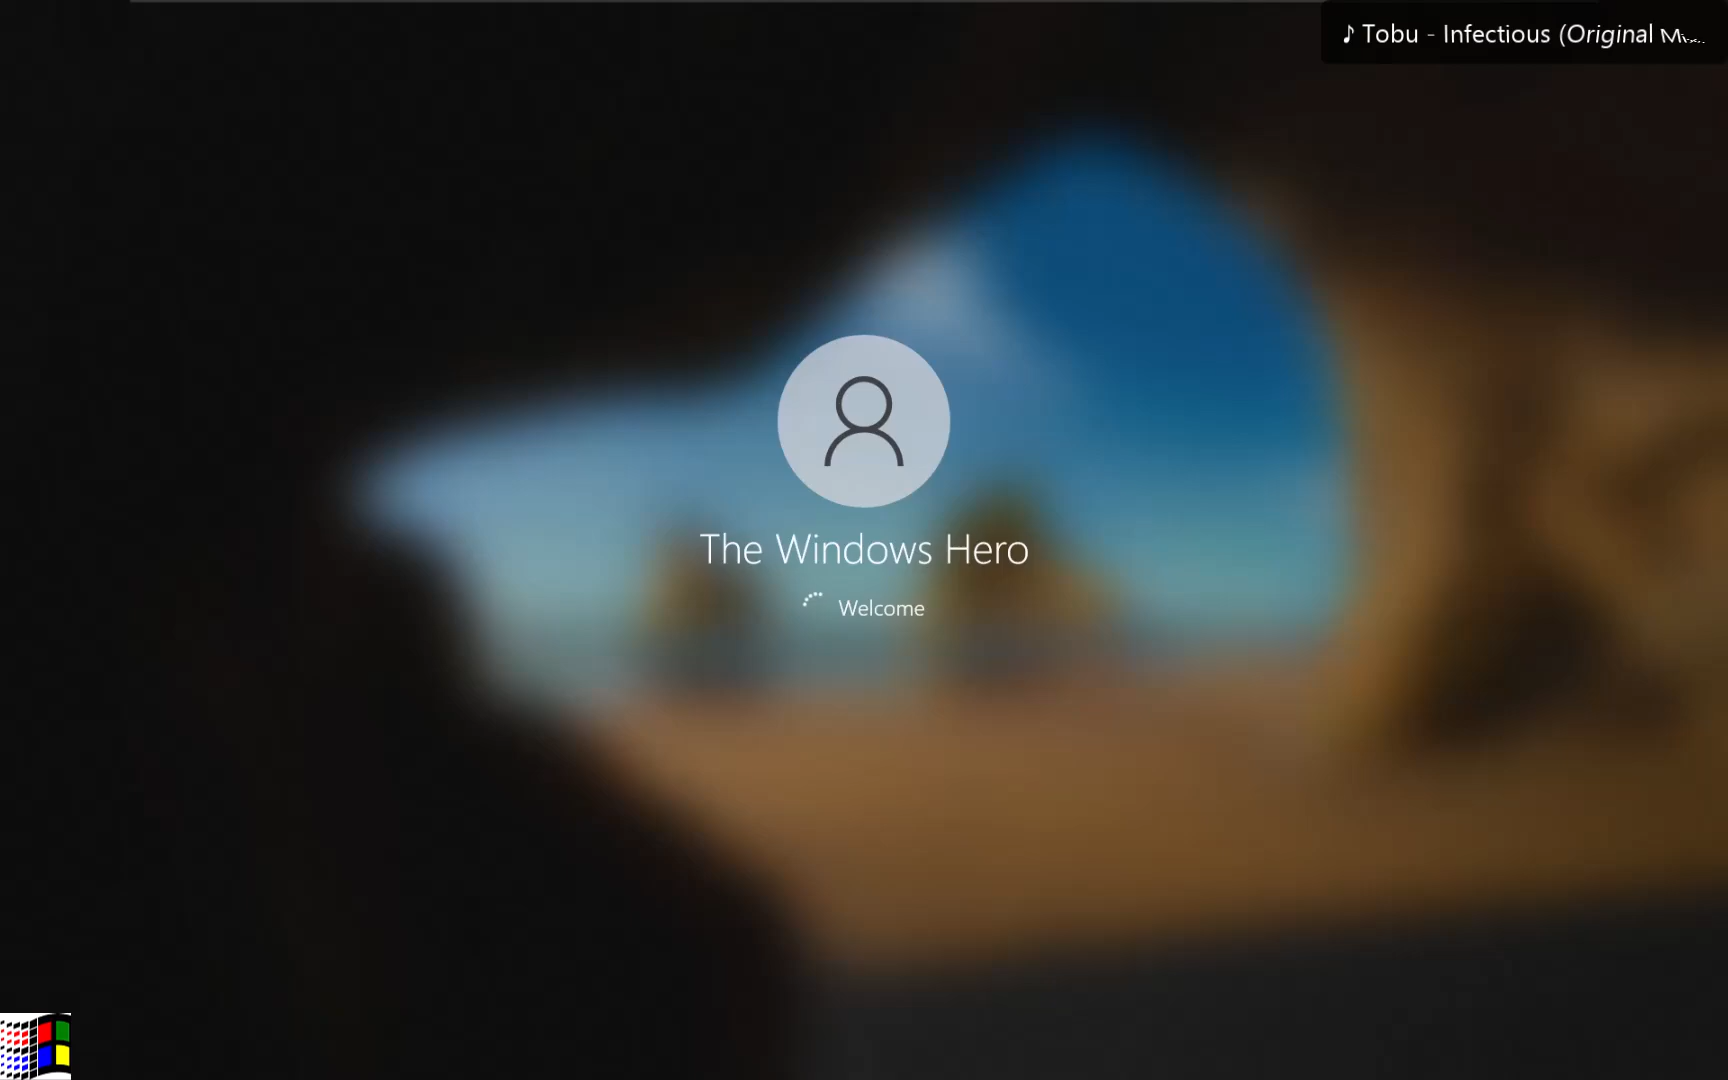 ♪ Tobu - Infectious (Original M...
The Windows Hero
Welcome